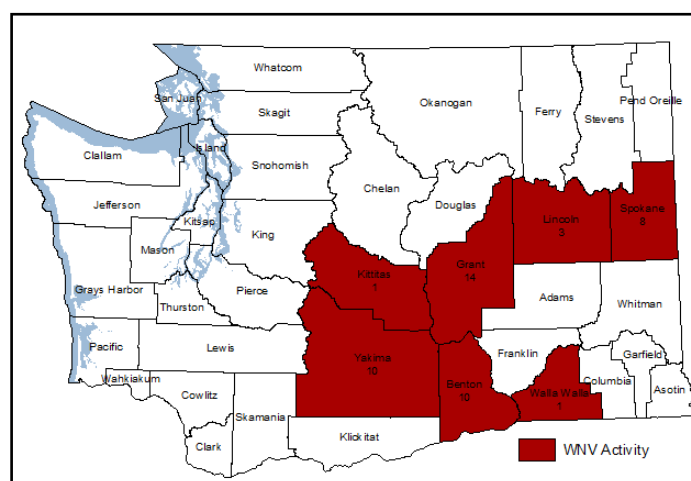 Whatcom
San Juan
Skagit
Okanogan
Ferry
Stevens
Pend Oreille
Island
Clallam
Snohomish
Chelan
Douglas
Jefferson
Kitsap
King
Lincoln
3
Spokane
8
Mason
Kittitas
1
Grant
14
Grays Harbor
Thurston
Pierce
Adams
Whitman
Pacific
Lewis
Yakima
10
Benton
10
Franklin
Garfield
Wahkiakum
Cowlitz
Skamania
Walla Walla
1
Columbia
Asotin
Clark
Klickitat
WNV Activity